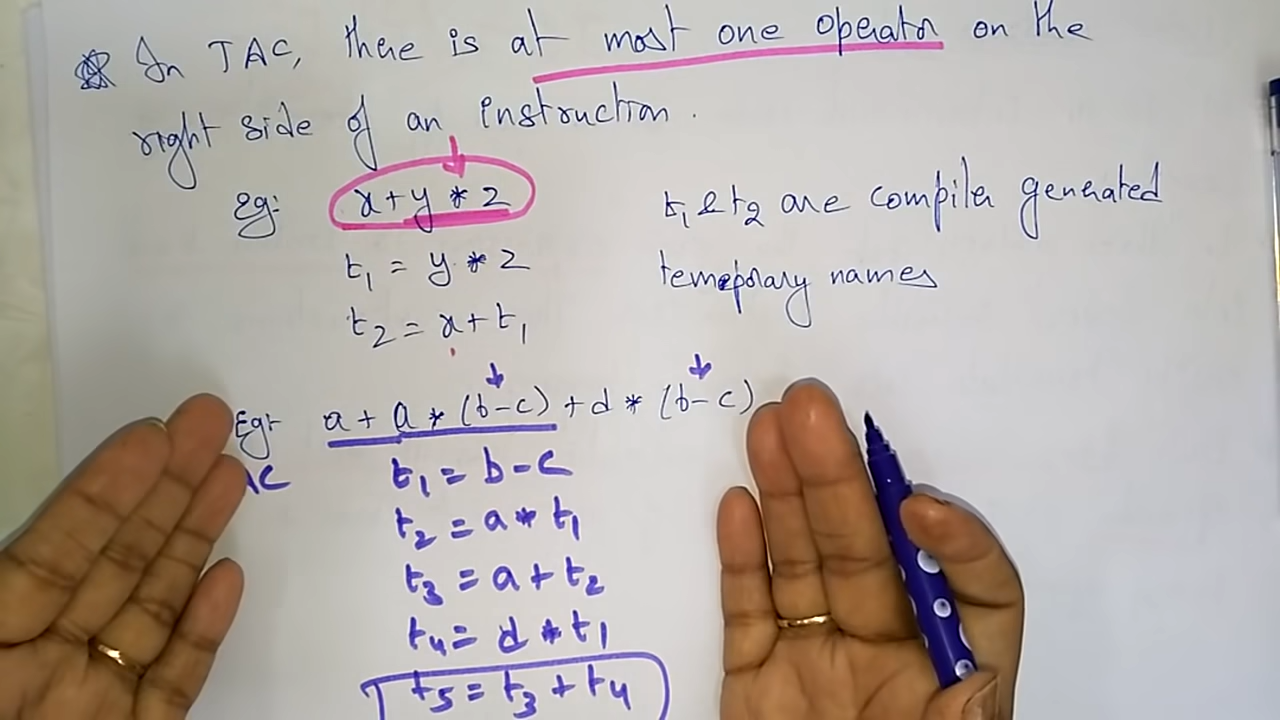 In TAC, there is at most one operator on the
right side of an instruction.
Eg:- x + y * 2
t1 = y * 2
t2 = x + t1
t1 & t2 are compiler generated
temeporary names
Eg:- a + a * (b - c) + d * (b - c)
AC
t1 = b - c
t2 = a * t1
t3 = a + t2
t4 = d * t1
t5 = t3 + t4